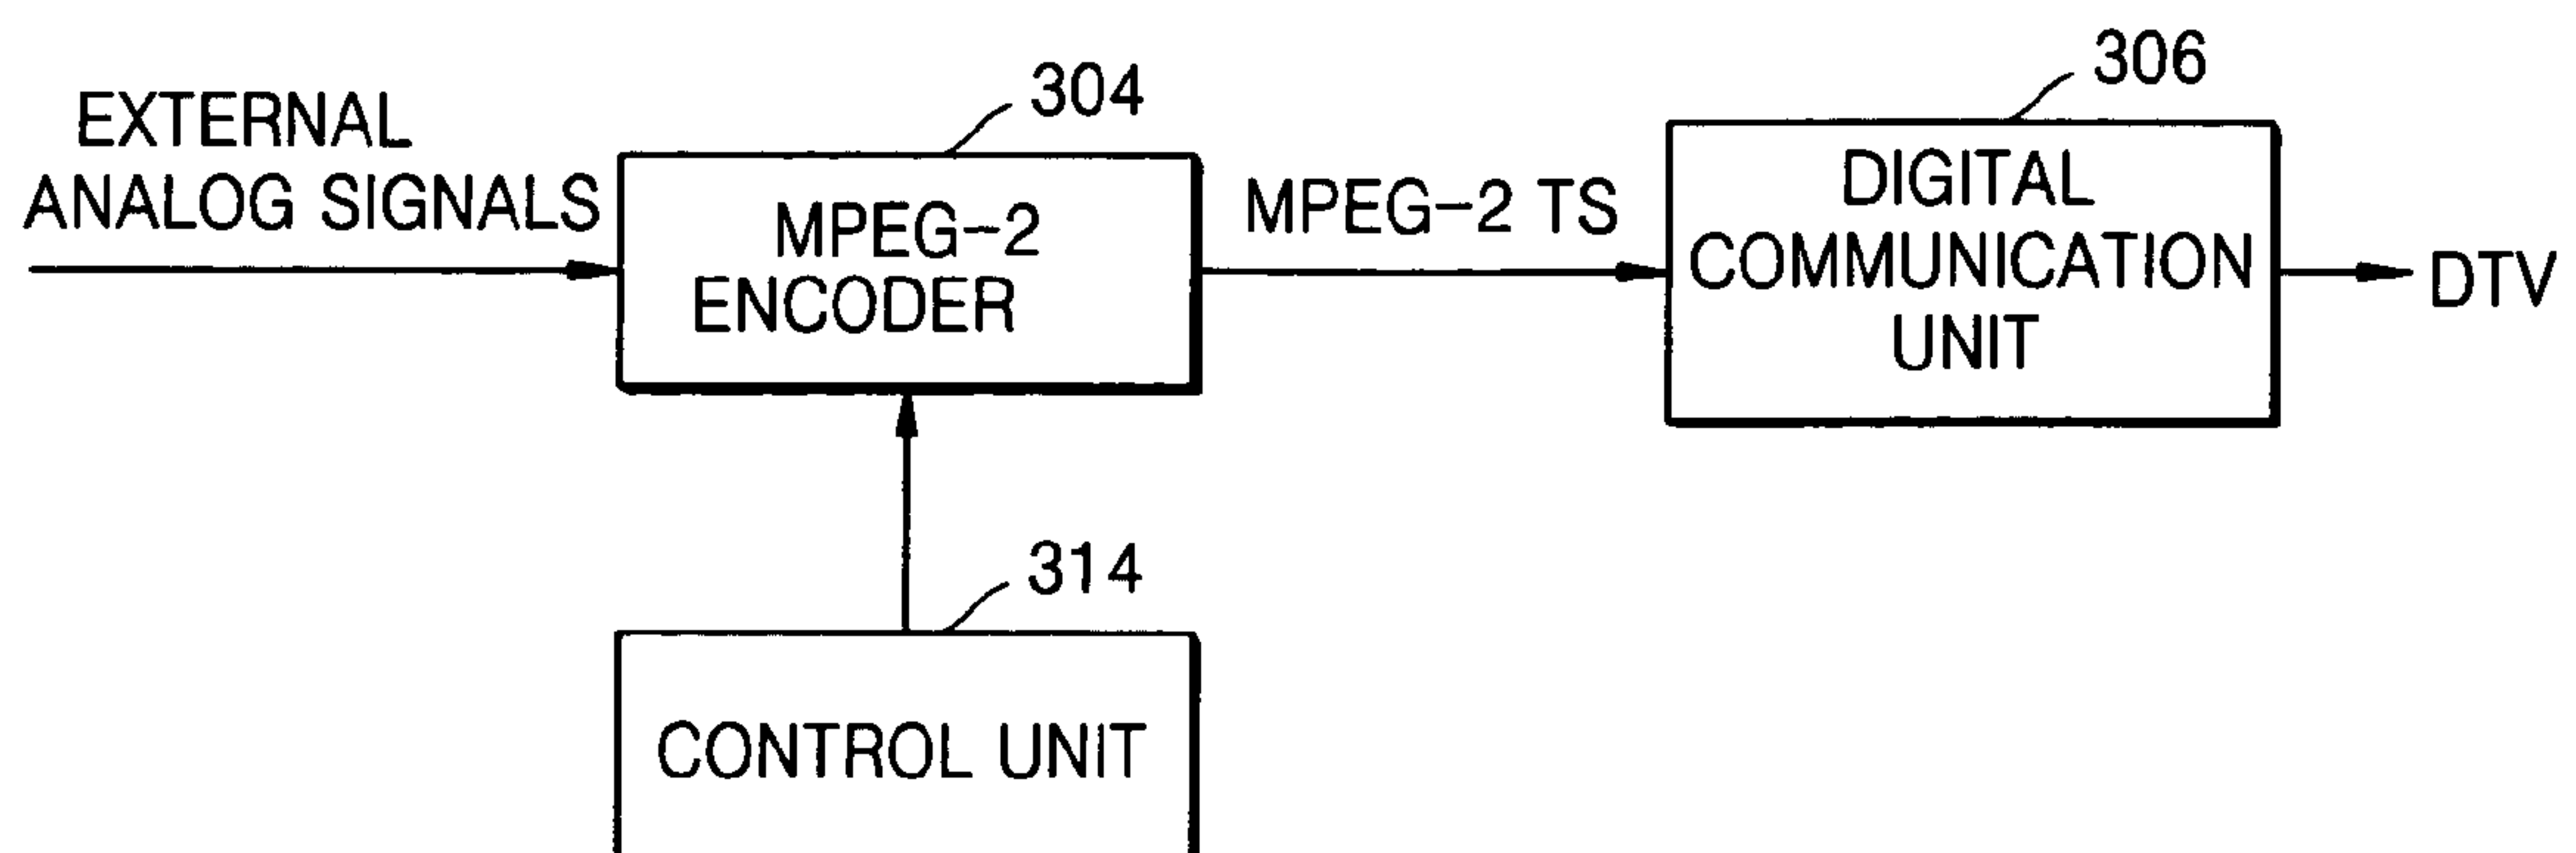 EXTERNAL
ANALOG SIGNALS
304
MPEG-2
ENCODER
MPEG-2 TS
306
DIGITAL
COMMUNICATION
UNIT
DTV
314
CONTROL UNIT